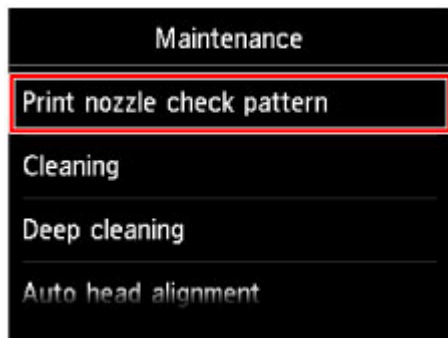 Maintenance
Print nozzle check pattern
Cleaning
Deep cleaning
Auto head alignment